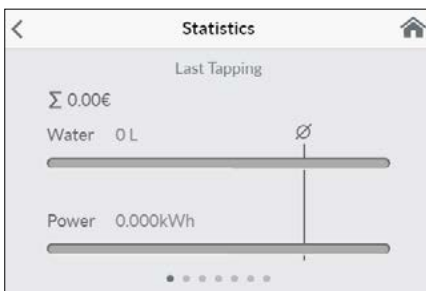 Statistics
Last Tapping
Σ 0.00€
Water 0 L Ø
Power 0.000kWh